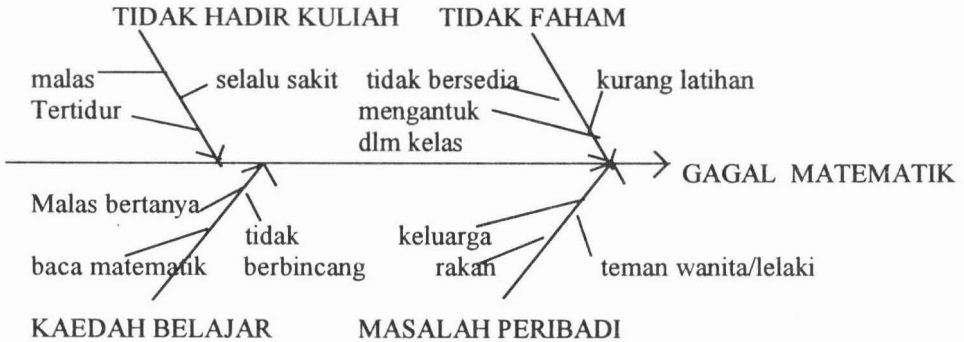 TIDAK HADIR KULIAH TIDAK FAHAM
malas selalu sakit tidak bersedia kurang latihan
Tertidur mengantuk
dlm kelas
GAGAL MATEMATIK
Malas bertanya
tidak keluarga
baca matematik berbincang rakan teman wanita/lelaki
KAEDAH BELAJAR MASALAH PERIBADI